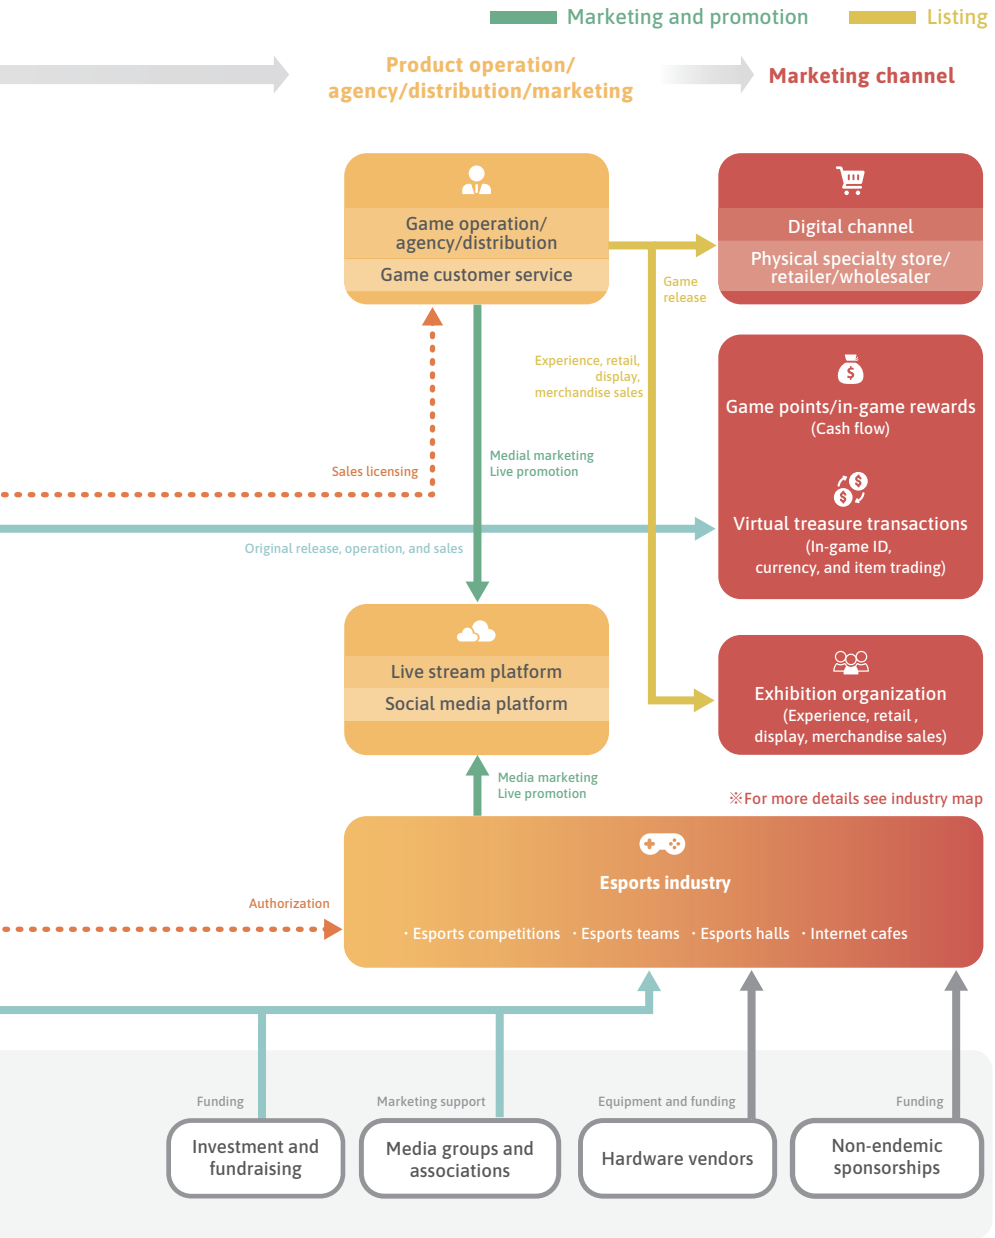 Marketing and promotion
Listing
Product operation/
agency/distribution/marketing
Marketing channel
Game operation/
agency/distribution
Game customer service
Digital channel
Physical specialty store/
retailer/wholesaler
Game
release
Experience, retail,
display,
merchandise sales
Game points/in-game rewards
(Cash flow)
Medial marketing
Live promotion
Sales licensing
Virtual treasure transactions
(In-game ID,
currency, and item trading)
Original release, operation, and sales
Live stream platform
Social media platform
Exhibition organization
(Experience, retail ,
display, merchandise sales)
Media marketing
Live promotion
※For more details see industry map
Esports industry
· Esports competitions · Esports teams · Esports halls · Internet cafes
Authorization
Funding
Marketing support
Equipment and funding
Funding
Investment and
fundraising
Media groups and
associations
Hardware vendors
Non-endemic
sponsorships